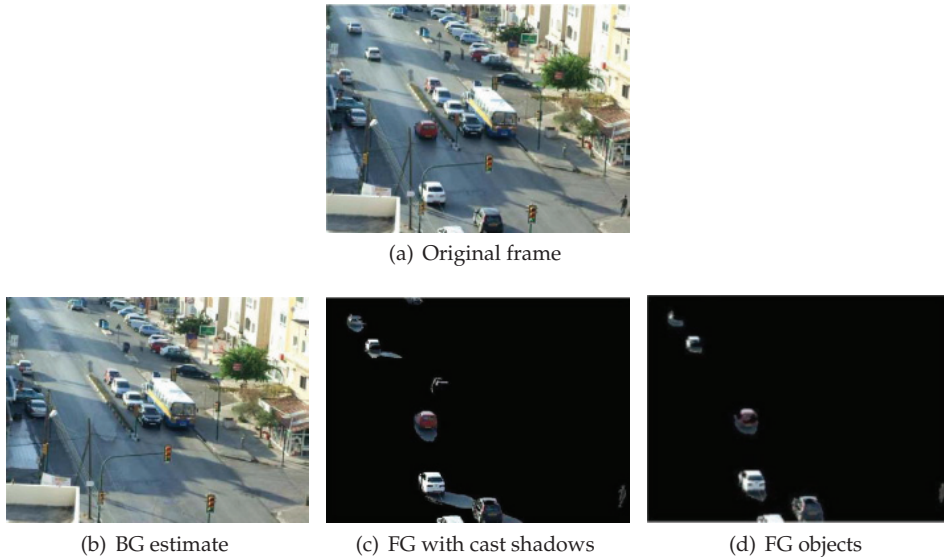 (a) Original frame
(b) BG estimate
(c) FG with cast shadows
(d) FG objects